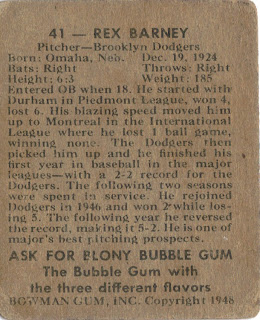 41 — REX BARNEY
Pitcher—Brooklyn Dodgers
Born: Omaha, Neb. Dec. 19, 1924
Bats: Right Throws: Right
Height: 6:3 Weight: 185
Entered OB when 18. He started with
Durham in Piedmont League, won 4,
lost 6. His blazing speed moved him
up to Montreal in the International
League where he lost 1 ball game,
winning none. The Dodgers then
picked him up and he finished his
first year in baseball in the major
leagues—with a 2-2 record for the
Dodgers. The following two seasons
were spent in service. He rejoined
Dodgers in 1946 and won 2 while los-
ing 5. The following year he reversed
the record, making it 5-2. He is one of
major's best pitching prospects.
ASK FOR BLONY BUBBLE GUM
The Bubble Gum with
the three different flavors
BOWMAN GUM, INC. Copyright 1948